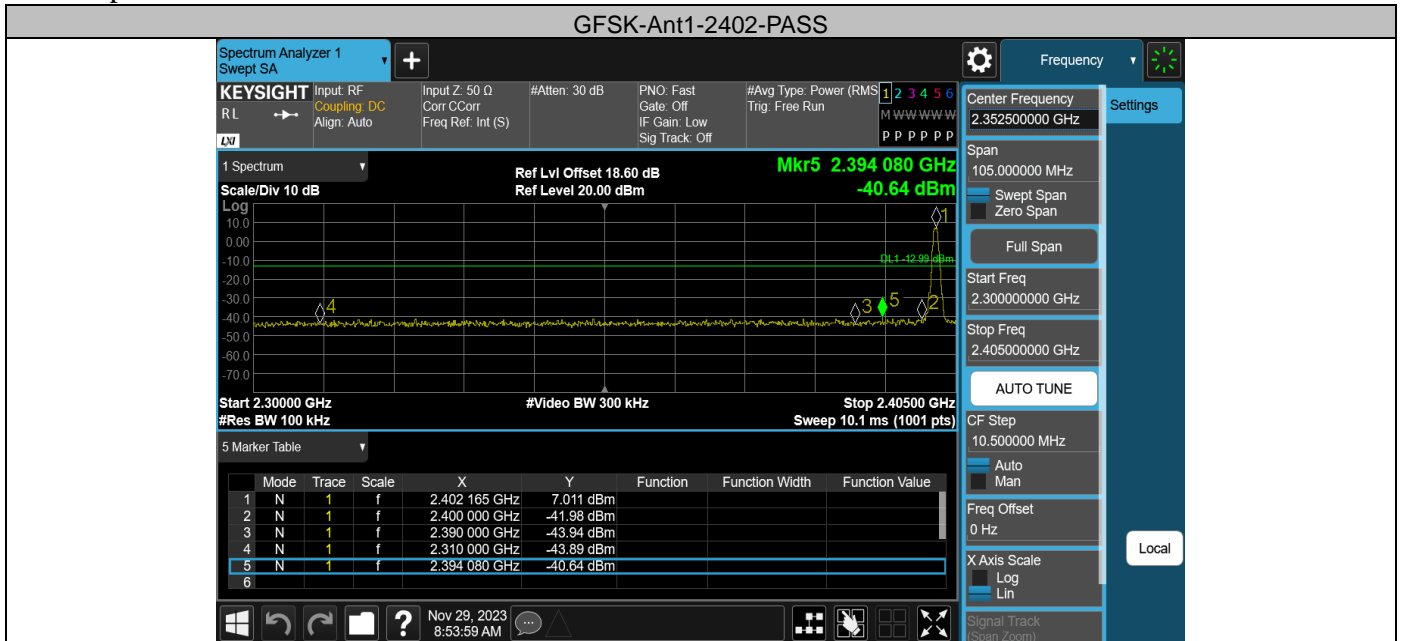 GFSK-Ant1-2402-PASS
Spectrum Analyzer 1
Swept SA
+
Frequency
KEYSIGHT
RL
LXI
Input: RF
Coupling: DC
Align: Auto
Input Z: 50 Ω
Corr CCorr
Freq Ref: Int (S)
#Atten: 30 dB
PNO: Fast
Gate: Off
IF Gain: Low
Sig Track: Off
#Avg Type: Power (RMS
Trig: Free Run
1 2 3 4 5 6
M W W W W W
P P P P P P
1 Spectrum
Scale/Div 10 dB
Ref Lvl Offset 18.60 dB
Ref Level 20.00 dBm
Mkr5 2.394 080 GHz
-40.64 dBm
Log
10.0
0.00
-10.0
-20.0
-30.0
-40.0
-50.0
-60.0
-70.0
1
DL1 -12.99 dBm
4
3
5
2
Start 2.30000 GHz
#Video BW 300 kHz
Stop 2.40500 GHz
#Res BW 100 kHz
Sweep 10.1 ms (1001 pts)
5 Marker Table
Mode Trace Scale X Y Function Function Width Function Value
1 N 1 f 2.402 165 GHz 7.011 dBm
2 N 1 f 2.400 000 GHz -41.98 dBm
3 N 1 f 2.390 000 GHz -43.94 dBm
4 N 1 f 2.310 000 GHz -43.89 dBm
5 N 1 f 2.394 080 GHz -40.64 dBm
6
?
Nov 29, 2023
8:53:59 AM
Center Frequency
2.352500000 GHz
Settings
Span
105.000000 MHz
Swept Span
Zero Span
Full Span
Start Freq
2.300000000 GHz
Stop Freq
2.405000000 GHz
AUTO TUNE
CF Step
10.500000 MHz
Auto
Man
Freq Offset
0 Hz
X Axis Scale
Log
Lin
Local
Signal Track
(Span Zoom)